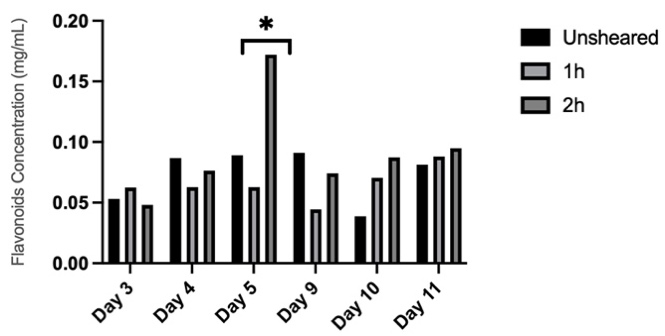 Flavonoids Concentration (mg/mL)
0.20
0.15
0.10
0.05
0.00
*
Day 3
Day 4
Day 5
Day 9
Day 10
Day 11
Unsheared
1h
2h